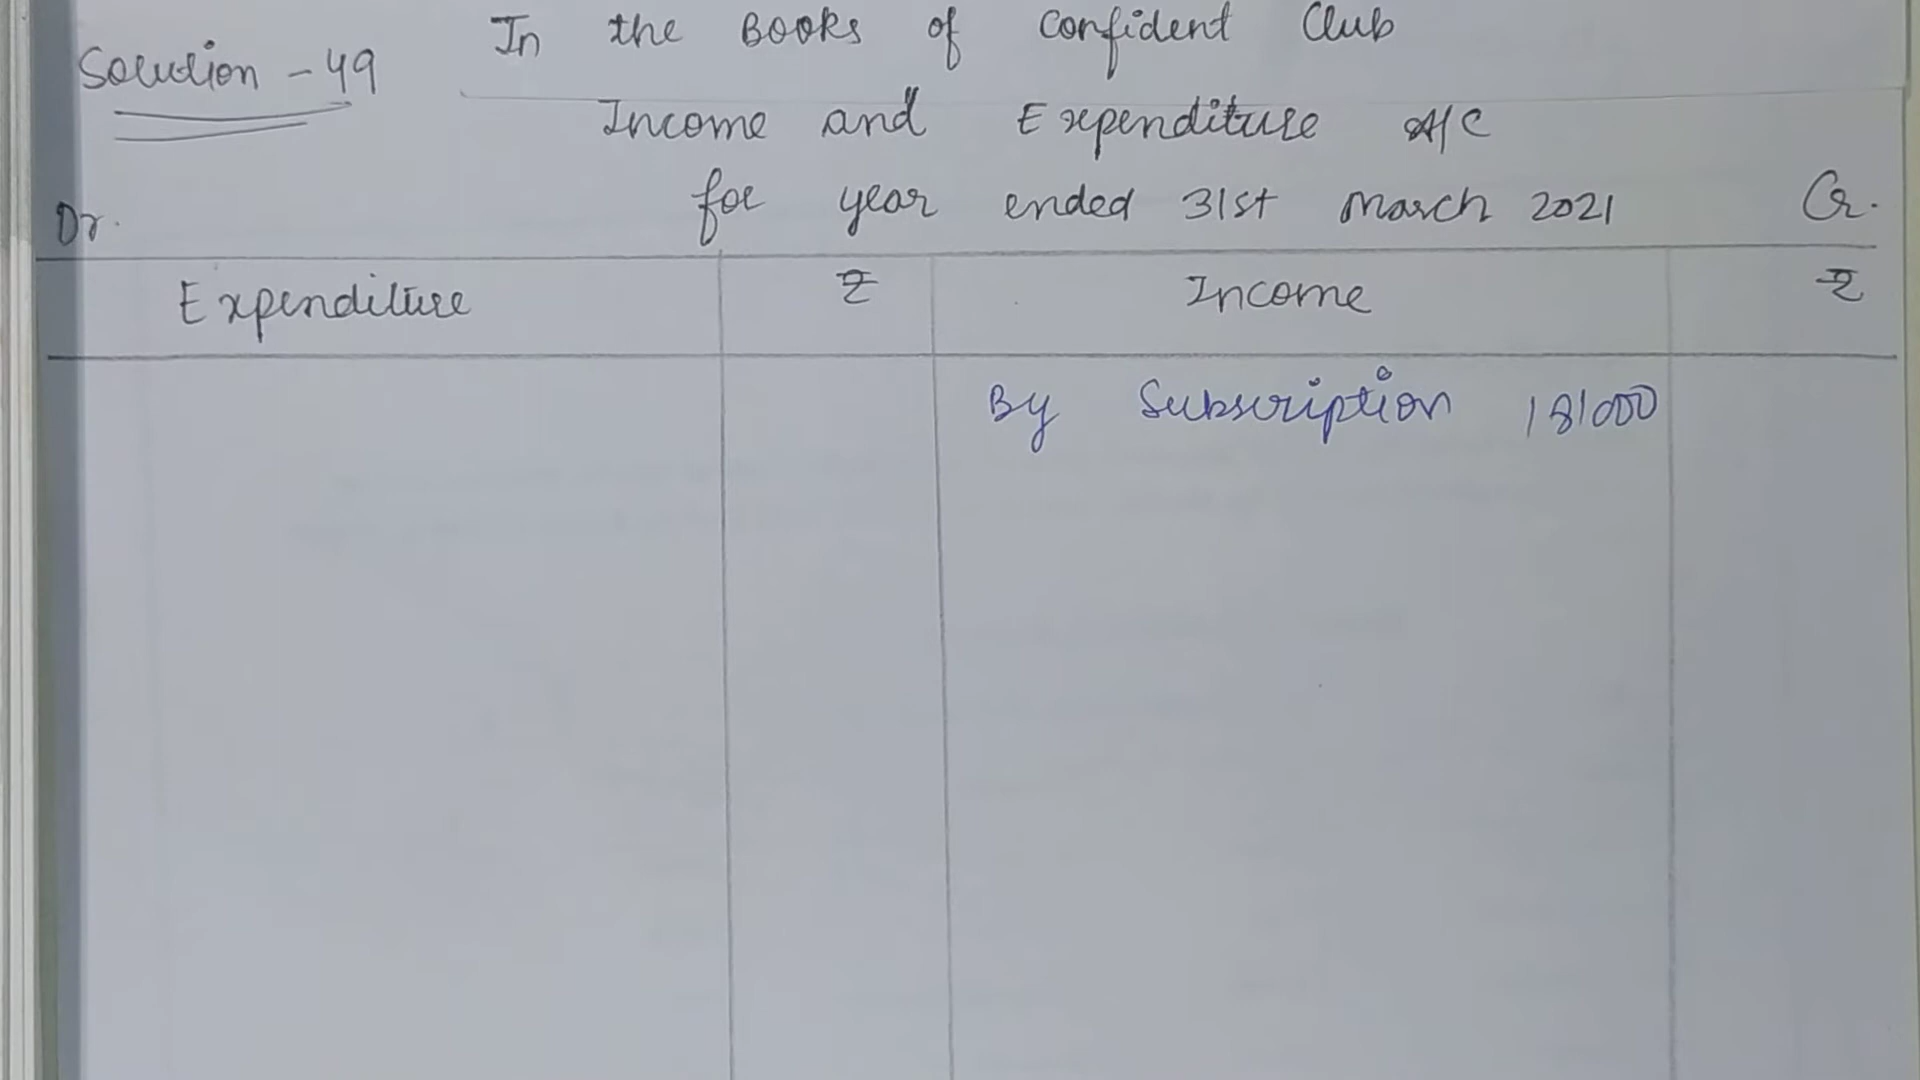 Solution - 49
In the Books of Confident Club
Income and Expenditure A/C
for year ended 31st March 2021
Dr. Cr.
Expenditure ₹ Income ₹
By Subscription 181000